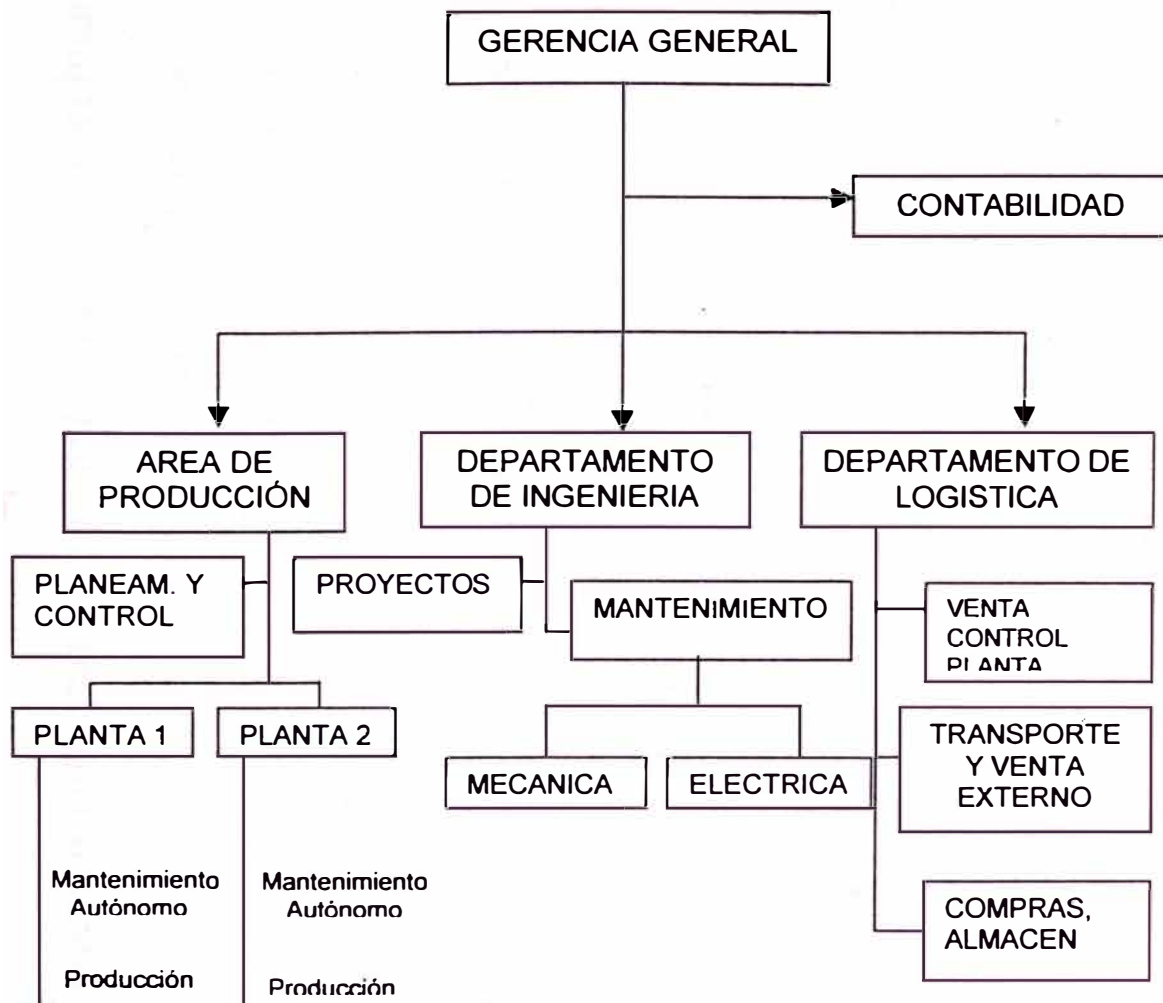 GERENCIA GENERAL
CONTABILIDAD
AREA DE
PRODUCCIÓN
DEPARTAMENTO
DE INGENIERIA
DEPARTAMENTO DE
LOGISTICA
PLANEAM. Y
CONTROL
PROYECTOS
MANTENIMIENTO
VENTA
CONTROL
PLANTA
PLANTA 1
PLANTA 2
TRANSPORTE
Y VENTA
EXTERNO
MECANICA
ELECTRICA
Mantenimiento
Autónomo
Mantenimiento
Autónomo
COMPRAS,
ALMACEN
Producción
Producción